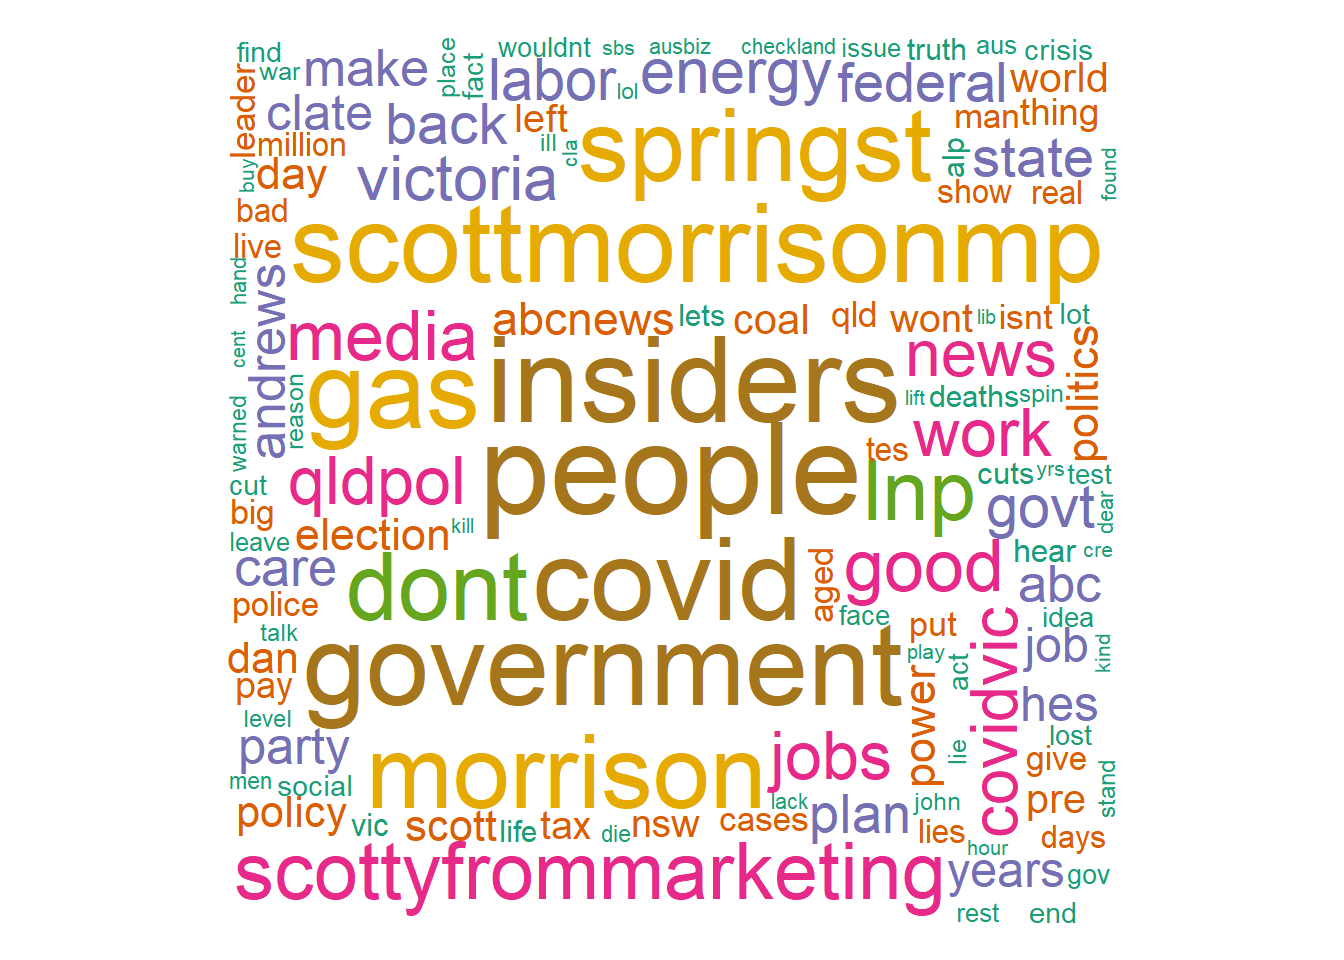 find
wouldnt
sbs
ausbiz
checkland
issue
truth
aus
crisis
war
make
place
fact
labor
lol
energy
federal
world
leader
clate
back
left
springst
man
thing
million
ill
cla
alp
state
buy
day
victoria
show
real
found
bad
scottmorrisonmp
live
hand
andrews
abcnews
lets
coal
qld
wont
lib
isnt
lot
media
insiders
news
politics
cent
gas
reason
lift
deaths
spin
warned
people
tes
work
qldpol
lnp
cuts
yrs
test
cut
govt
dear
big
election
kill
leave
care
dont
covid
aged
good
hear
cre
abc
police
face
idea
talk
government
put
covidvic
job
kind
dan
play
act
pay
power
hes
level
party
morrison
jobs
lie
lost
give
men
social
policy
vic
scott
life
tax
die
nsw
lack
cases
plan
john
lies
pre
stand
days
hour
scottyfrommarketing
years
gov
rest
end